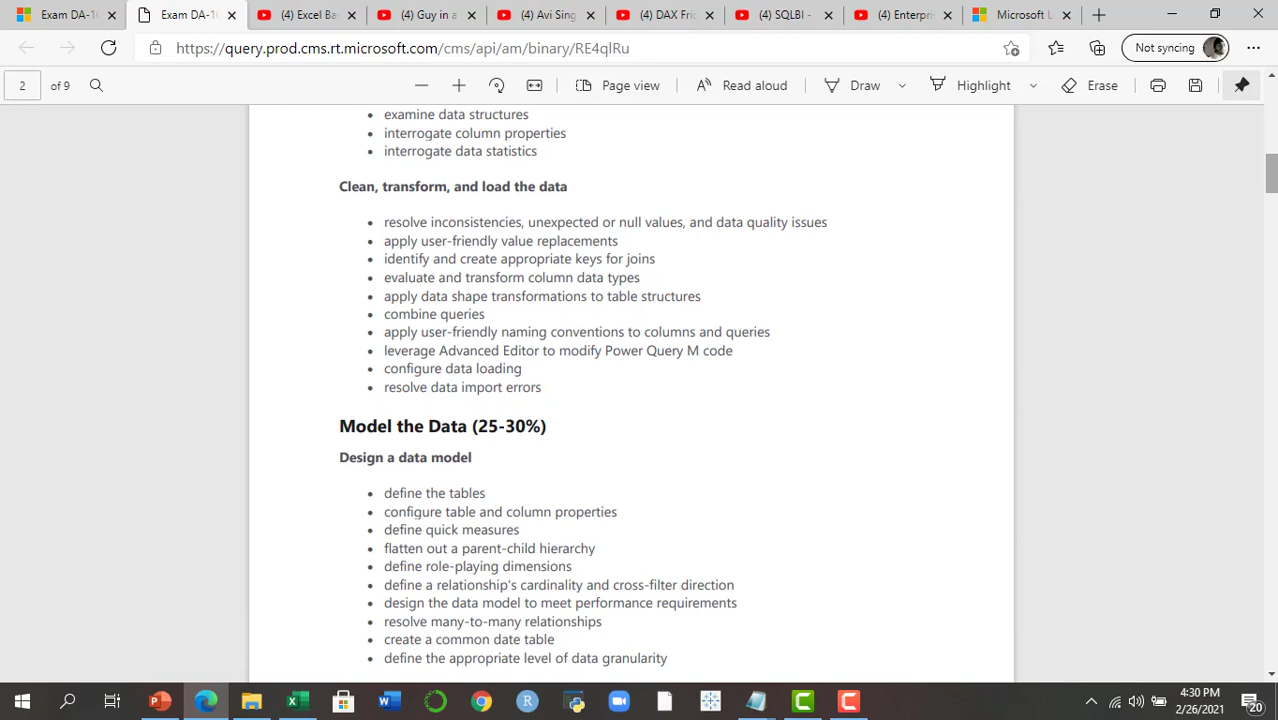 Exam DA-10
Exam DA-10
(4) Excel Ba
(4) Guy in a
(4) Avi Sing
(4) DAX Fric
(4) SQLBI -
(4) Enterpris
Microsoft L
https://query.prod.cms.rt.microsoft.com/cms/api/am/binary/RE4qlRu
Not syncing
2 of 9
Page view
Read aloud
Draw
Highlight
Erase
examine data structures
interrogate column properties
interrogate data statistics
Clean, transform, and load the data
resolve inconsistencies, unexpected or null values, and data quality issues
apply user-friendly value replacements
identify and create appropriate keys for joins
evaluate and transform column data types
apply data shape transformations to table structures
combine queries
apply user-friendly naming conventions to columns and queries
leverage Advanced Editor to modify Power Query M code
configure data loading
resolve data import errors
Model the Data (25-30%)
Design a data model
define the tables
configure table and column properties
define quick measures
flatten out a parent-child hierarchy
define role-playing dimensions
define a relationship's cardinality and cross-filter direction
design the data model to meet performance requirements
resolve many-to-many relationships
create a common date table
define the appropriate level of data granularity
4:30 PM
2/26/2021
20